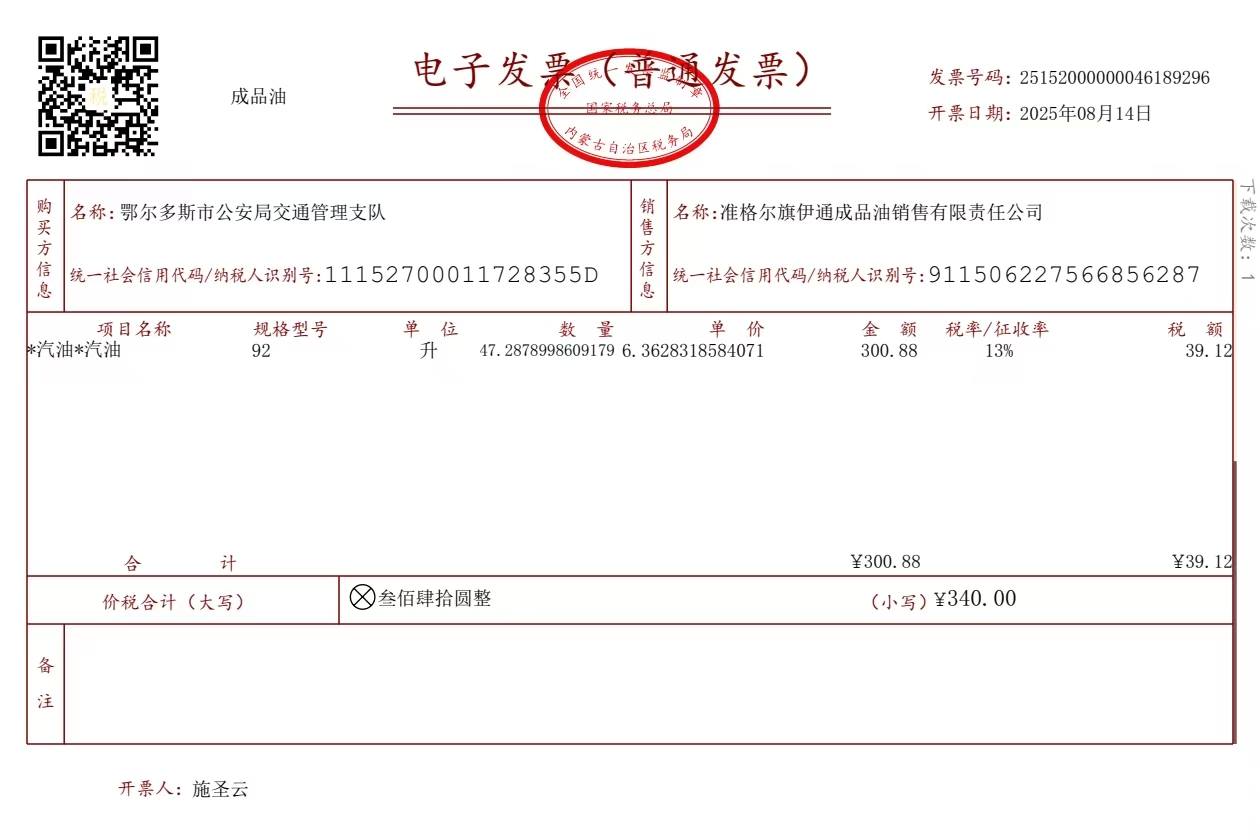 税
成品油
电子发票（普通发票）
全国统一发票监制章
国家税务总局
内蒙古自治区税务局
发票号码：25152000000046189296
开票日期：2025年08月14日
下载次数：1
购买方信息
名称：鄂尔多斯市公安局交通管理支队
统一社会信用代码/纳税人识别号：11152700011728355D
销售方信息
名称：准格尔旗伊通成品油销售有限责任公司
统一社会信用代码/纳税人识别号：911506227566856287
项目名称 规格型号 单位 数量 单价 金额 税率/征收率 税额
*汽油*汽油 92 升 47.2878998609179 6.3628318584071 300.88 13% 39.12
合计 ¥300.88 ¥39.12
价税合计（大写） 叁佰肆拾圆整 （小写）¥340.00
备注
开票人：施圣云